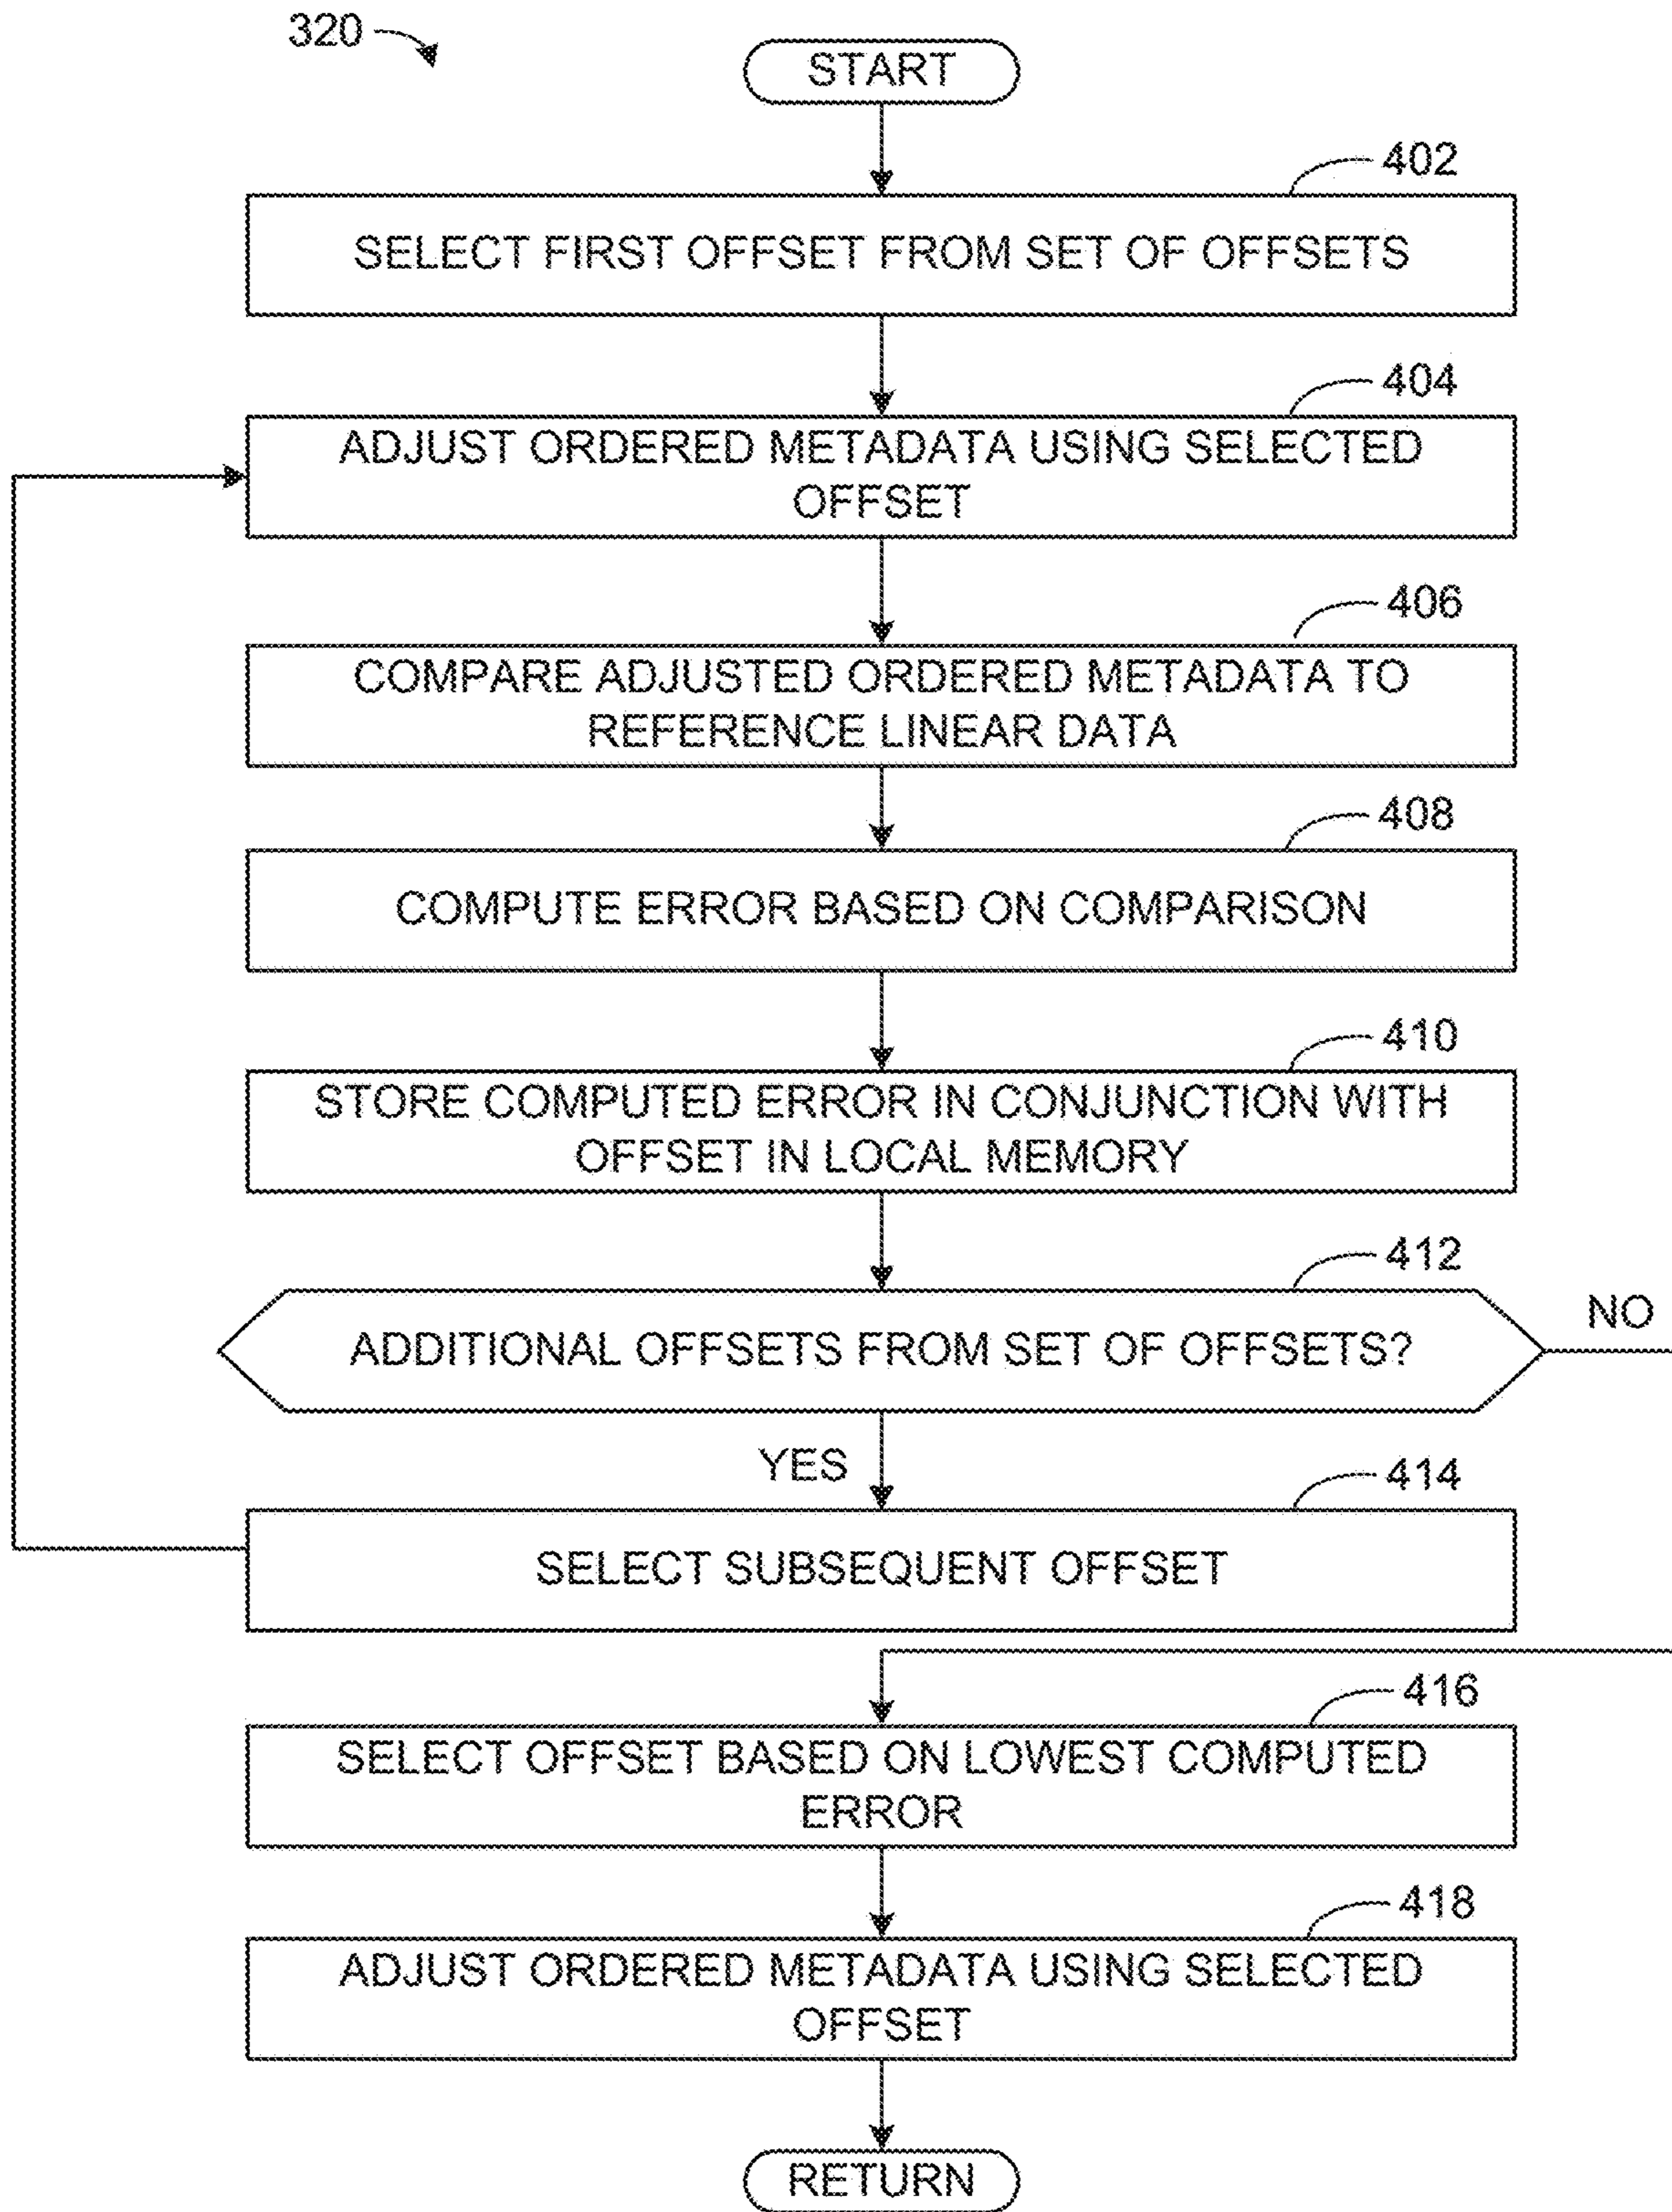 320
START
402
SELECT FIRST OFFSET FROM SET OF OFFSETS
404
ADJUST ORDERED METADATA USING SELECTED
OFFSET
406
COMPARE ADJUSTED ORDERED METADATA TO
REFERENCE LINEAR DATA
408
COMPUTE ERROR BASED ON COMPARISON
410
STORE COMPUTED ERROR IN CONJUNCTION WITH
OFFSET IN LOCAL MEMORY
412
NO
ADDITIONAL OFFSETS FROM SET OF OFFSETS?
YES
414
SELECT SUBSEQUENT OFFSET
416
SELECT OFFSET BASED ON LOWEST COMPUTED
ERROR
418
ADJUST ORDERED METADATA USING SELECTED
OFFSET
RETURN